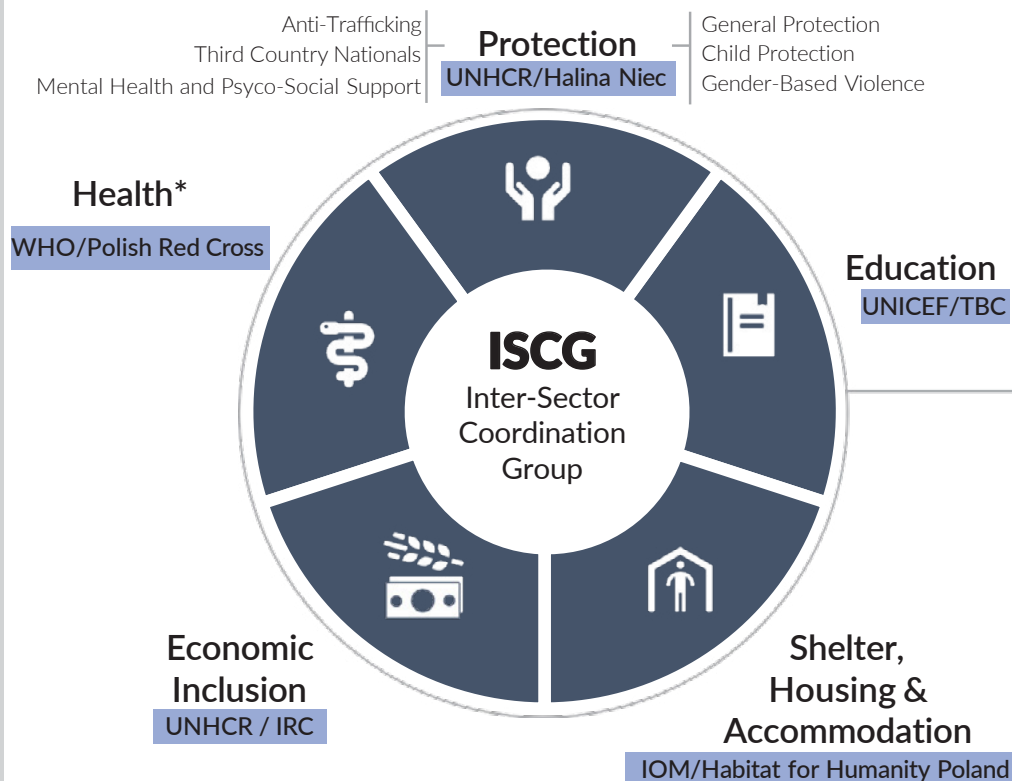 Anti-Trafficking
Third Country Nationals
Mental Health and Psyco-Social Support
Protection
UNHCR/Halina Niec
General Protection
Child Protection
Gender-Based Violence
Health*
WHO/Polish Red Cross
Education
UNICEF/TBC
ISCG
Inter-Sector
Coordination
Group
Economic
Inclusion
UNHCR / IRC
Shelter,
Housing &
Accommodation
IOM/Habitat for Humanity Poland